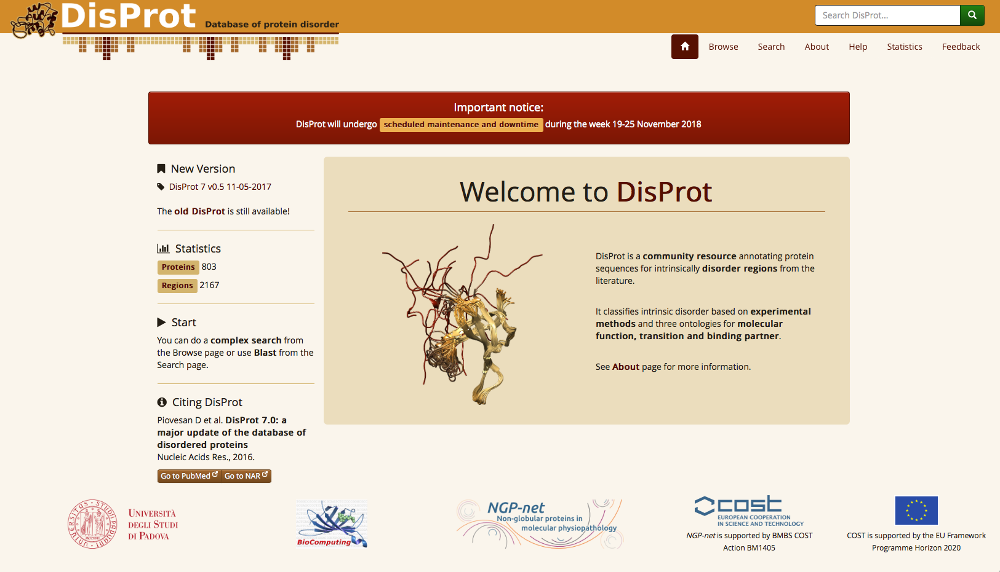 DisProt Database of protein disorder
Search DisProt...
Browse Search About Help Statistics Feedback
Important notice:
DisProt will undergo scheduled maintenance and downtime during the week 19-25 November 2018
New Version
DisProt 7 v0.5 11-05-2017
The old DisProt is still available!
Statistics
Proteins 803
Regions 2167
Start
You can do a complex search from
the Browse page or use Blast from the
Search page.
Citing DisProt
Piovesan D et al. DisProt 7.0: a
major update of the database of
disordered proteins
Nucleic Acids Res., 2016.
Go to PubMed Go to NAR
Welcome to DisProt
DisProt is a community resource annotating protein
sequences for intrinsically disorder regions from the
literature.
It classifies intrinsic disorder based on experimental
methods and three ontologies for molecular
function, transition and binding partner.
See About page for more information.
UNIVERSITÀ
DEGLI STUDI
DI PADOVA
BioComputing
NGP-net
Non-globular proteins in
molecular physiopathology
cost
EUROPEAN COOPERATION
IN SCIENCE AND TECHNOLOGY
NGP-net is supported by BMBS COST
Action BM1405
COST is supported by the EU Framework
Programme Horizon 2020